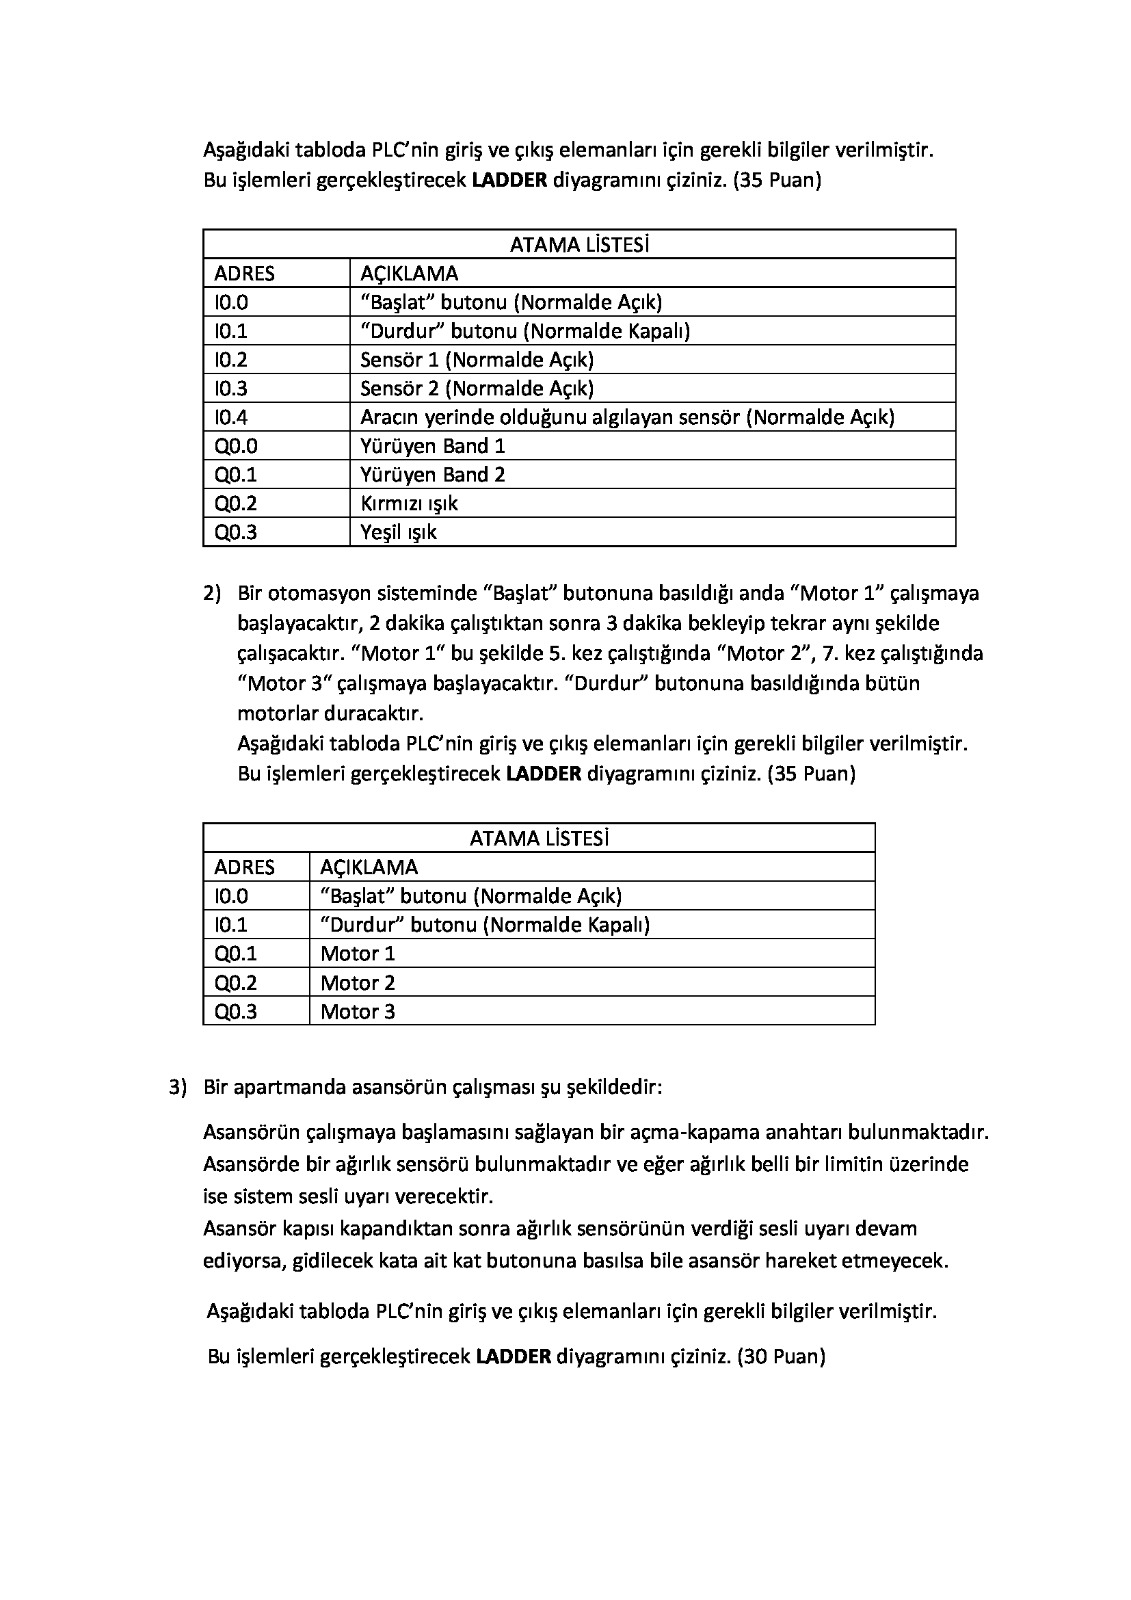 Aşağıdaki tabloda PLC’nin giriş ve çıkış elemanları için gerekli bilgiler verilmiştir.
Bu işlemleri gerçekleştirecek LADDER diyagramını çiziniz. (35 Puan)
ATAMA LİSTESİ
ADRES AÇIKLAMA
I0.0 “Başlat” butonu (Normalde Açık)
I0.1 “Durdur” butonu (Normalde Kapalı)
I0.2 Sensör 1 (Normalde Açık)
I0.3 Sensör 2 (Normalde Açık)
I0.4 Aracın yerinde olduğunu algılayan sensör (Normalde Açık)
Q0.0 Yürüyen Band 1
Q0.1 Yürüyen Band 2
Q0.2 Kırmızı ışık
Q0.3 Yeşil ışık
2) Bir otomasyon sisteminde “Başlat” butonuna basıldığı anda “Motor 1” çalışmaya
başlayacaktır, 2 dakika çalıştıktan sonra 3 dakika bekleyip tekrar aynı şekilde
çalışacaktır. “Motor 1“ bu şekilde 5. kez çalıştığında “Motor 2”, 7. kez çalıştığında
“Motor 3“ çalışmaya başlayacaktır. “Durdur” butonuna basıldığında bütün
motorlar duracaktır.
Aşağıdaki tabloda PLC’nin giriş ve çıkış elemanları için gerekli bilgiler verilmiştir.
Bu işlemleri gerçekleştirecek LADDER diyagramını çiziniz. (35 Puan)
ATAMA LİSTESİ
ADRES AÇIKLAMA
I0.0 “Başlat” butonu (Normalde Açık)
I0.1 “Durdur” butonu (Normalde Kapalı)
Q0.1 Motor 1
Q0.2 Motor 2
Q0.3 Motor 3
3) Bir apartmanda asansörün çalışması şu şekildedir:
Asansörün çalışmaya başlamasını sağlayan bir açma-kapama anahtarı bulunmaktadır.
Asansörde bir ağırlık sensörü bulunmaktadır ve eğer ağırlık belli bir limitin üzerinde
ise sistem sesli uyarı verecektir.
Asansör kapısı kapandıktan sonra ağırlık sensörünün verdiği sesli uyarı devam
ediyorsa, gidilecek kata ait kat butonuna basılsa bile asansör hareket etmeyecek.
Aşağıdaki tabloda PLC’nin giriş ve çıkış elemanları için gerekli bilgiler verilmiştir.
Bu işlemleri gerçekleştirecek LADDER diyagramını çiziniz. (30 Puan)